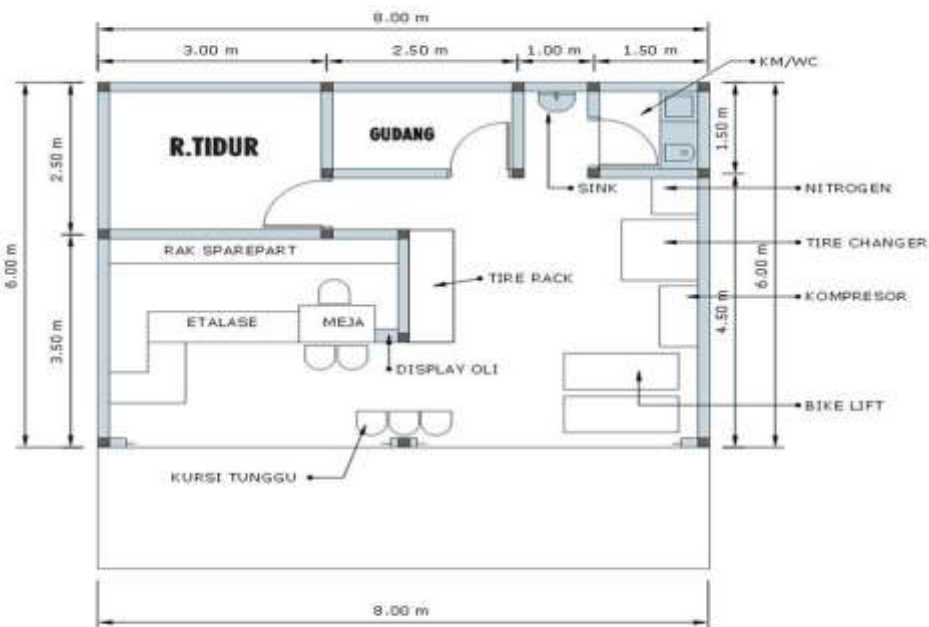 8.00 m
3.00 m
2.50 m
1.00 m
1.50 m
KM/WC
R.TIDUR
GUDANG
2.50 m
1.50 m
SINK
NITROGEN
RAK SPAREPART
TIRE CHANGER
6.00 m
TIRE RACK
6.00 m
KOMPRESOR
ETALASE
MEJA
4.50 m
3.50 m
DISPLAY OLI
BIKE LIFT
KURSI TUNGGU
8.00 m